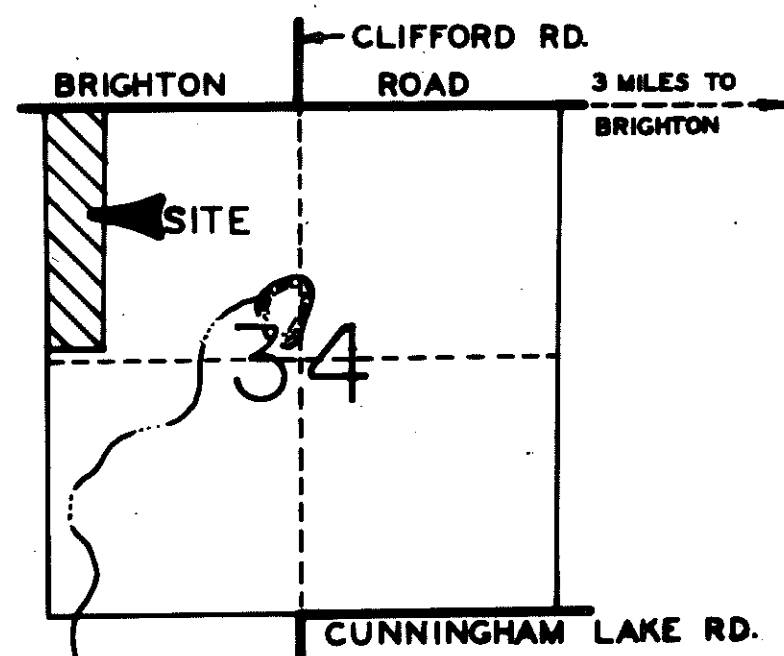 CLIFFORD RD.
BRIGHTON ROAD
3 MILES TO
BRIGHTON
SITE
34
CUNNINGHAM LAKE RD.